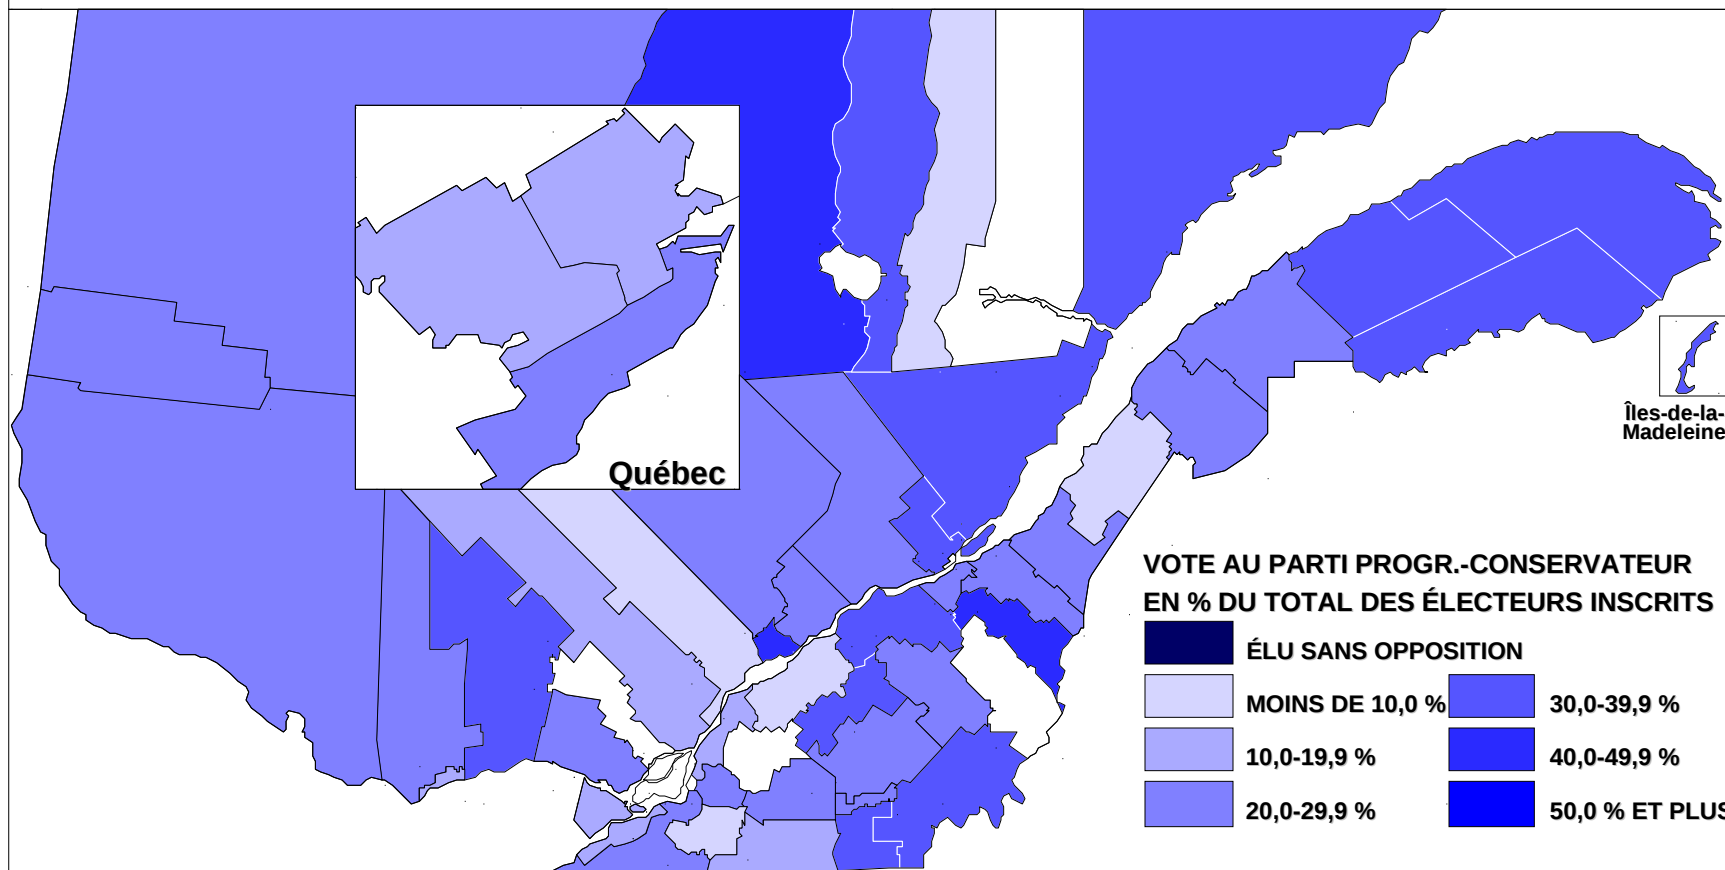 Québec
Îles-de-la-
Madeleine
VOTE AU PARTI PROGR.-CONSERVATEUR
EN % DU TOTAL DES ÉLECTEURS INSCRITS
ÉLU SANS OPPOSITION
MOINS DE 10,0 %
30,0-39,9 %
10,0-19,9 %
40,0-49,9 %
20,0-29,9 %
50,0 % ET PLUS